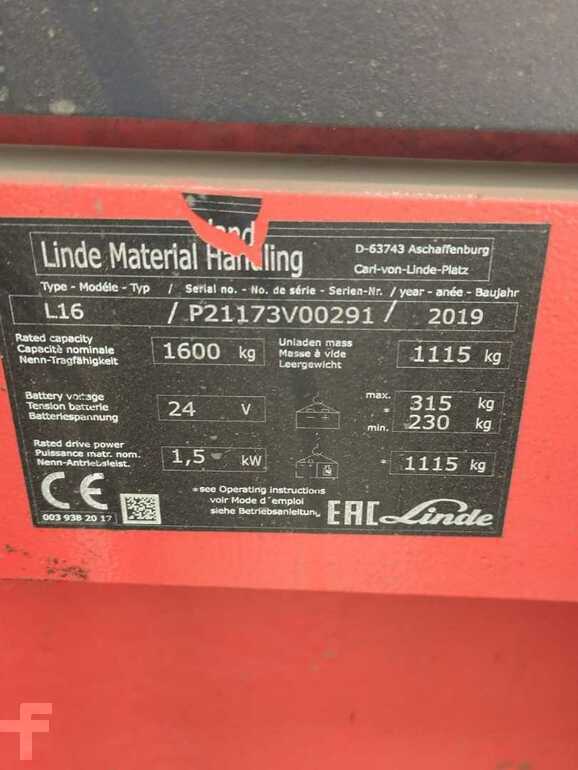 Linde Material Handling
D-63743 Aschaffenburg
Carl-von-Linde-Platz
Type - Modéle - Typ / Serial no. - No. de série - Serien-Nr. / year - anée - Baujahr
L16 / P21173V00291 / 2019
Rated capacity
Capacité nominale
Nenn-Tragfähigkeit
1600 kg
Unladen mass
Masse à vide
Leergewicht
1115 kg
Battery voltage
Tension batterie
Batteriespannung
24 V
max. 315 kg
*
min. 230 kg
Rated drive power
Puissance matr. nom.
Nenn-Antriebsleist.
1,5 kW
* 1115 kg
*see Operating instructions
voir Mode d´emploi
siehe Betriebsanleitung
CE
003 938 20 17
EAC Linde
f